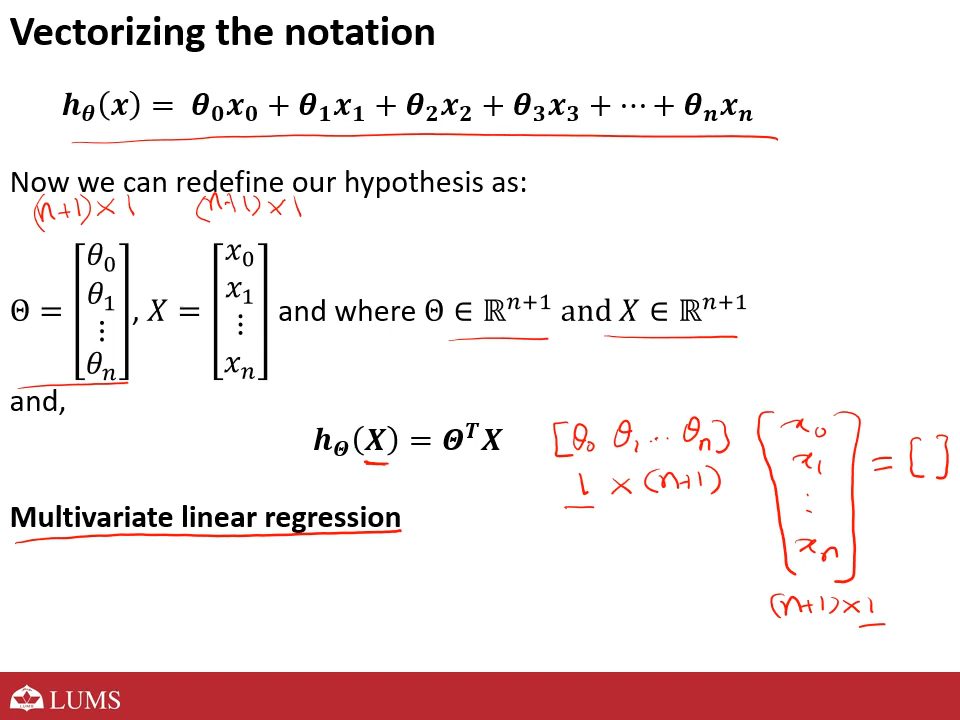 Vectorizing the notation
h_θ(x) = θ₀x₀ + θ₁x₁ + θ₂x₂ + θ₃x₃ + ⋯ + θₙxₙ
Now we can redefine our hypothesis as:
(n+1) × 1 (n+1) × 1
Θ = [θ₀ θ₁ ⋮ θₙ], X = [x₀ x₁ ⋮ xₙ] and where Θ ∈ ℝⁿ⁺¹ and X ∈ ℝⁿ⁺¹
and,
h_Θ(X) = ΘᵀX
[θ₀ θ₁ ... θₙ] [x₀ x₁ ⋮ xₙ] = [ ]
1 × (n+1)
(n+1) × 1
Multivariate linear regression
LUMS